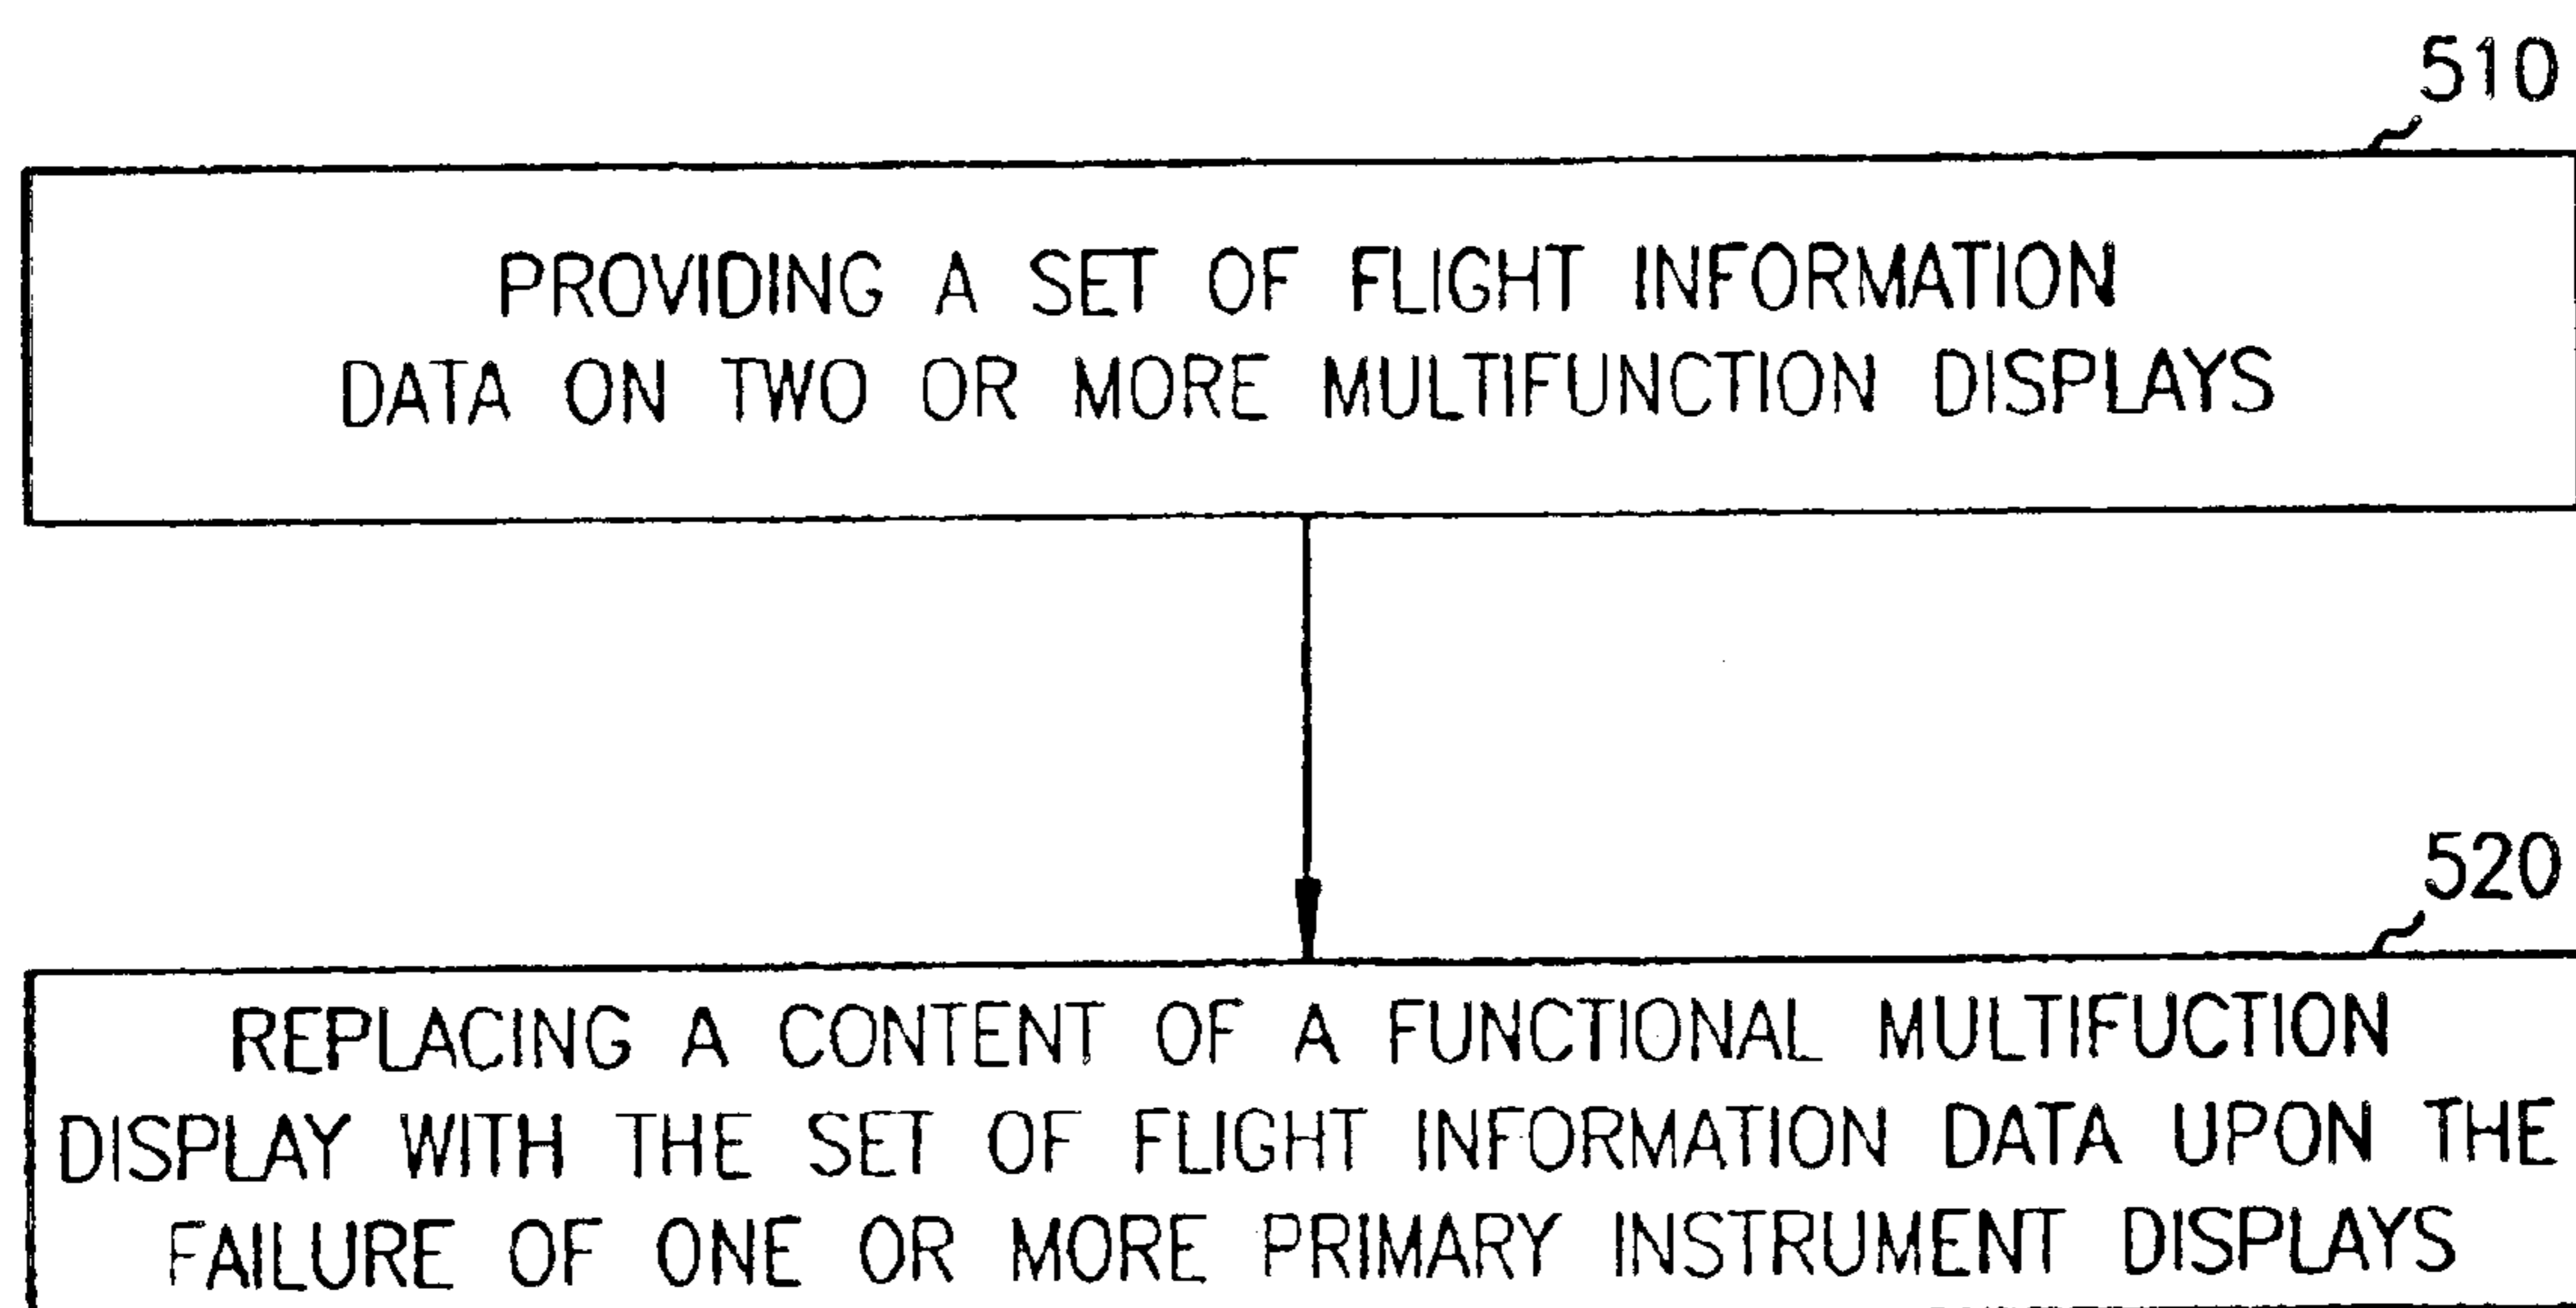 510
PROVIDING A SET OF FLIGHT INFORMATION
DATA ON TWO OR MORE MULTIFUNCTION DISPLAYS
520
REPLACING A CONTENT OF A FUNCTIONAL MULTIFUCTION
DISPLAY WITH THE SET OF FLIGHT INFORMATION DATA UPON THE
FAILURE OF ONE OR MORE PRIMARY INSTRUMENT DISPLAYS